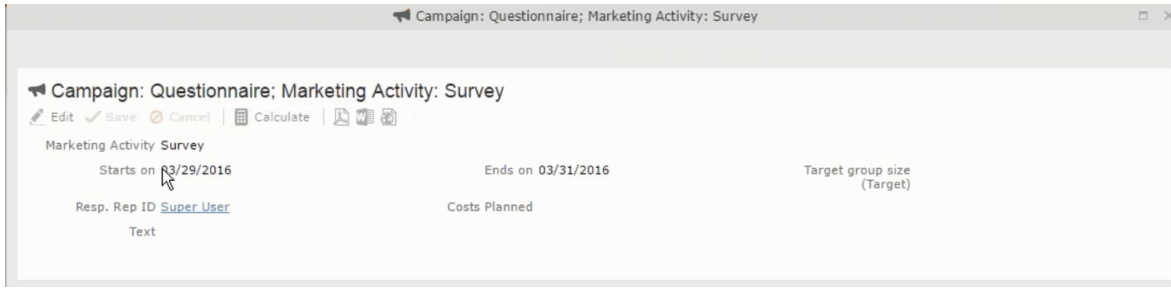 Campaign: Questionnaire; Marketing Activity: Survey
Campaign: Questionnaire; Marketing Activity: Survey
Edit Save Cancel Calculate
Marketing Activity Survey
Starts on 03/29/2016 Ends on 03/31/2016 Target group size
(Target)
Resp. Rep ID Super User Costs Planned
Text